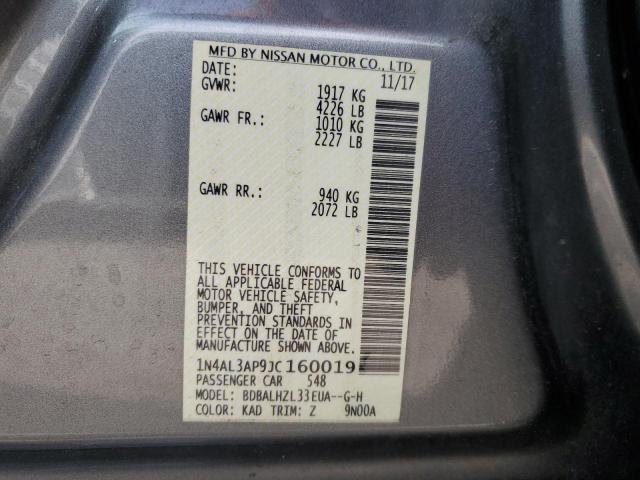 MFD BY NISSAN MOTOR CO., LTD.
DATE: 11/17
GVWR: 1917 KG
4226 LB
GAWR FR.: 1010 KG
2227 LB
GAWR RR.: 940 KG
2072 LB
THIS VEHICLE CONFORMS TO
ALL APPLICABLE FEDERAL
MOTOR VEHICLE SAFETY,
BUMPER, AND THEFT
PREVENTION STANDARDS IN
EFFECT ON THE DATE OF
MANUFACTURE SHOWN ABOVE.
1N4AL3AP9JC160019
PASSENGER CAR 548
MODEL: BDBALHZL33EUA--G-H
COLOR: KAD TRIM: Z 9N00A